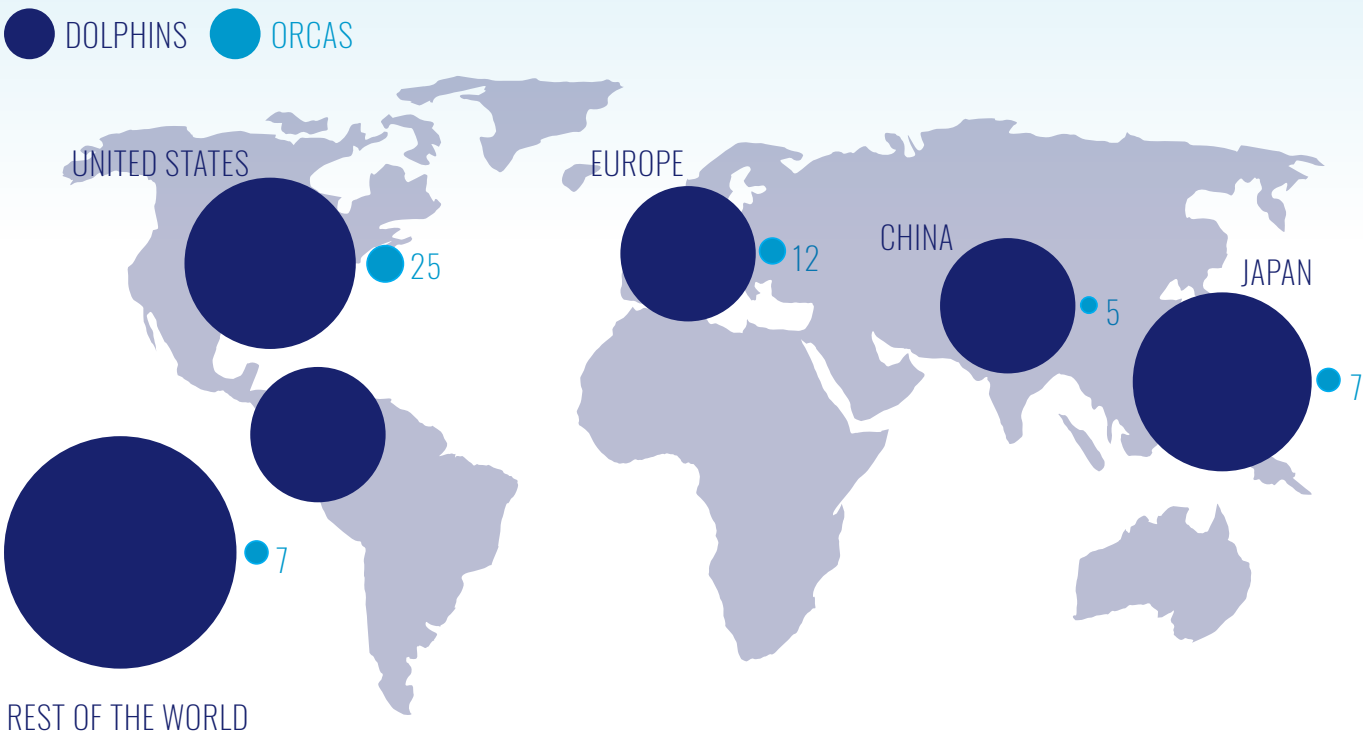 DOLPHINS ORCAS
UNITED STATES
25
EUROPE
12
CHINA
5
JAPAN
7
7
REST OF THE WORLD